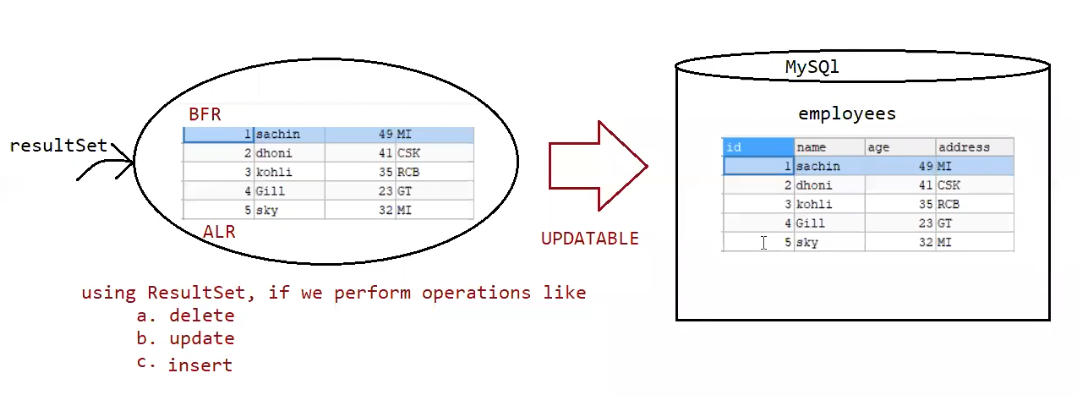 BFR
resultSet
1 sachin 49 MI
2 dhoni 41 CSK
3 kohli 35 RCB
4 Gill 23 GT
5 sky 32 MI
ALR
UPDATABLE
MySQl
employees
id name age address
1 sachin 49 MI
2 dhoni 41 CSK
3 kohli 35 RCB
4 Gill 23 GT
5 sky 32 MI
using ResultSet, if we perform operations like
a. delete
b. update
c. insert